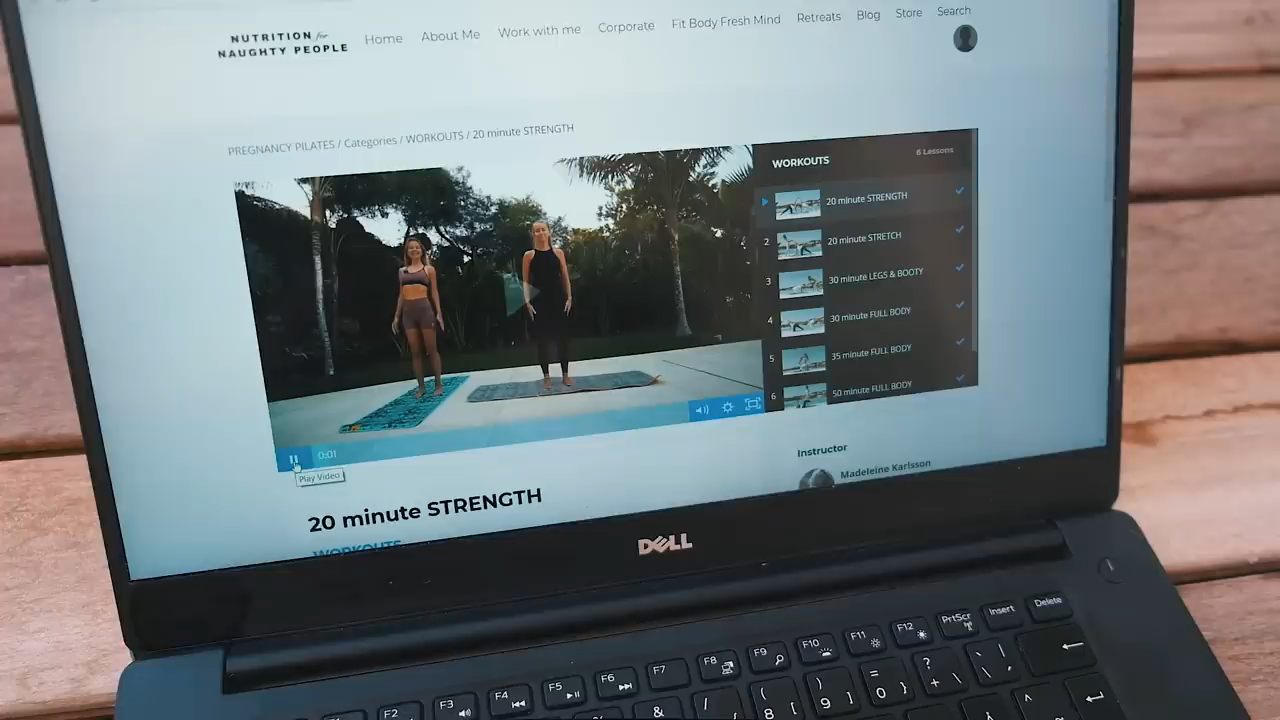 NUTRITION for
NAUGHTY PEOPLE
Home
About Me
Work with me
Corporate
Fit Body Fresh Mind
Retreats
Blog
Store
Search
PREGNANCY PILATES / Categories / WORKOUTS / 20 minute STRENGTH
WORKOUTS
6 Lessons
20 minute STRENGTH
2
20 minute STRETCH
3
30 minute LEGS & BOOTY
4
30 minute FULL BODY
5
35 minute FULL BODY
6
50 minute FULL BODY
0:01
Play Video
20 minute STRENGTH
WORKOUTS
Instructor
Madeleine Karlsson
DELL
F2
F3
F4
F5
F6
F7
F8
F9
F10
F11
F12
PrtScr
Insert
Delete
&
/
(
8 [
)
9 ]
=
0 }
?
+ \